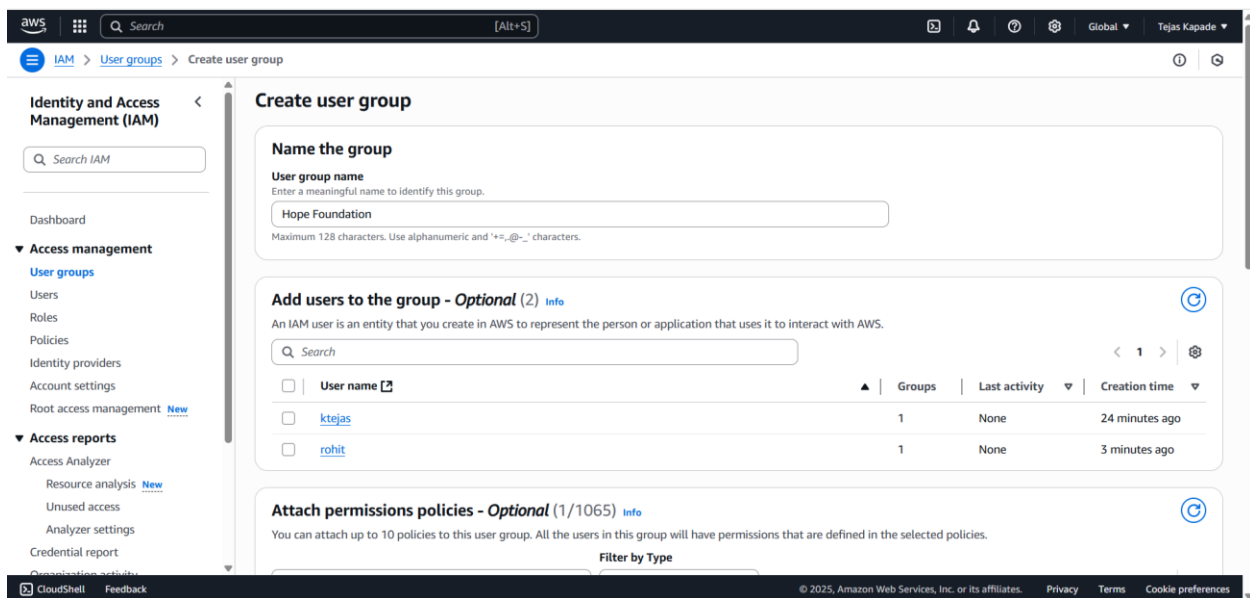 aws
Search [Alt+S]
Global ▼ Tejas Kapade ▼
IAM > User groups > Create user group
Identity and Access
Management (IAM)
Search IAM
Dashboard
Access management
User groups
Users
Roles
Policies
Identity providers
Account settings
Root access management New
Access reports
Access Analyzer
Resource analysis New
Unused access
Analyzer settings
Credential report
Organization activity
Create user group
Name the group
User group name
Enter a meaningful name to identify this group.
Hope Foundation
Maximum 128 characters. Use alphanumeric and '+=,.@-_' characters.
Add users to the group - Optional (2) Info
An IAM user is an entity that you create in AWS to represent the person or application that uses it to interact with AWS.
Search
< 1 >
User name Groups Last activity Creation time
ktejas 1 None 24 minutes ago
rohit 1 None 3 minutes ago
Attach permissions policies - Optional (1/1065) Info
You can attach up to 10 policies to this user group. All the users in this group will have permissions that are defined in the selected policies.
Filter by Type
CloudShell Feedback © 2025, Amazon Web Services, Inc. or its affiliates. Privacy Terms Cookie preferences